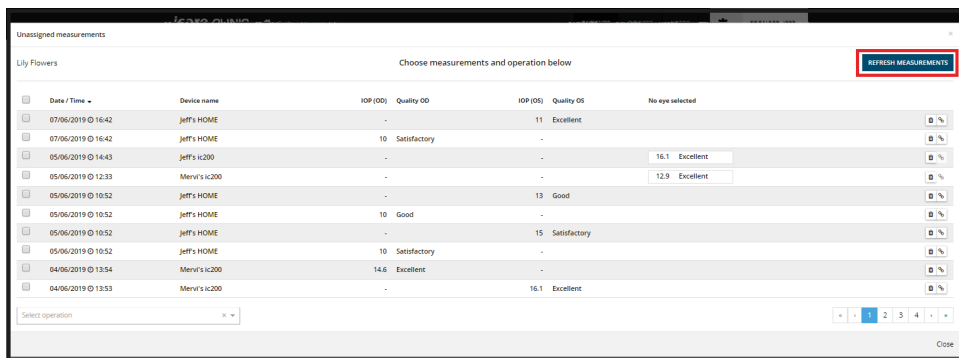 icare CLINIC
Unassigned measurements ×
Lily Flowers Choose measurements and operation below REFRESH MEASUREMENTS
Date / Time Device name IOP (OD) Quality OD IOP (OS) Quality OS No eye selected
07/06/2019 16:42 Jeff's HOME - 11 Excellent
07/06/2019 16:42 Jeff's HOME 10 Satisfactory -
05/06/2019 14:43 Jeff's ic200 - - 16.1 Excellent
05/06/2019 12:33 Mervi's ic200 - - 12.9 Excellent
05/06/2019 10:52 Jeff's HOME - 13 Good
05/06/2019 10:52 Jeff's HOME 10 Good -
05/06/2019 10:52 Jeff's HOME - 15 Satisfactory
05/06/2019 10:52 Jeff's HOME 10 Satisfactory -
04/06/2019 13:54 Mervi's ic200 14.6 Excellent -
04/06/2019 13:53 Mervi's ic200 - 16.1 Excellent
Select operation × « ‹ 1 2 3 4 › »
Close